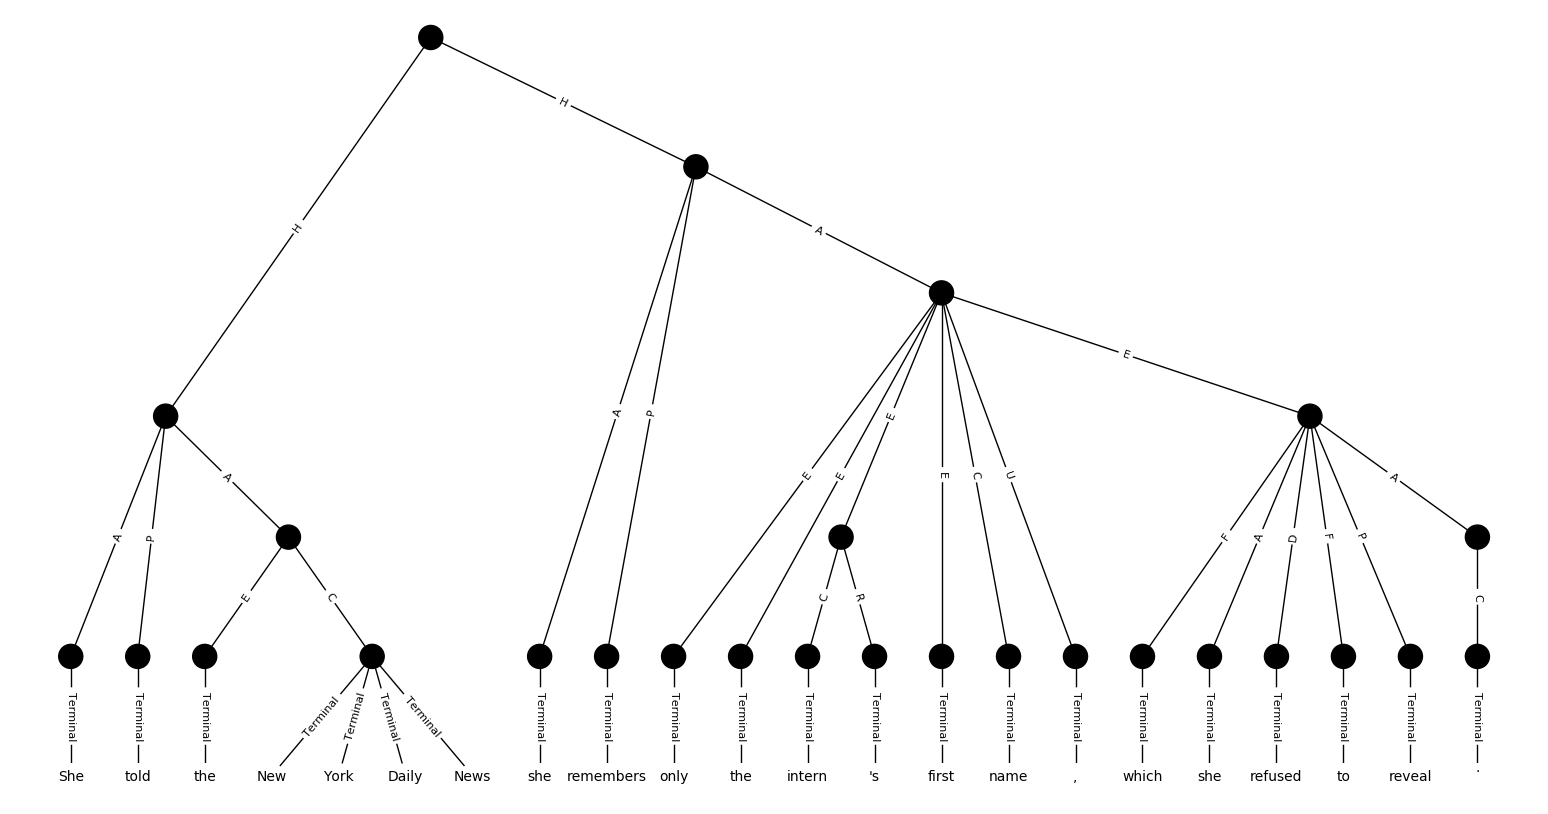 H
H
A
H
E
A A P E
A E E E C U F A D F P A
E C C R C
Terminal Terminal Terminal Terminal Terminal Terminal Terminal Terminal Terminal Terminal Terminal Terminal Terminal Terminal Terminal Terminal Terminal Terminal Terminal Terminal Terminal Terminal
A P
She told the New York Daily News she remembers only the intern 's first name , which she refused to reveal .